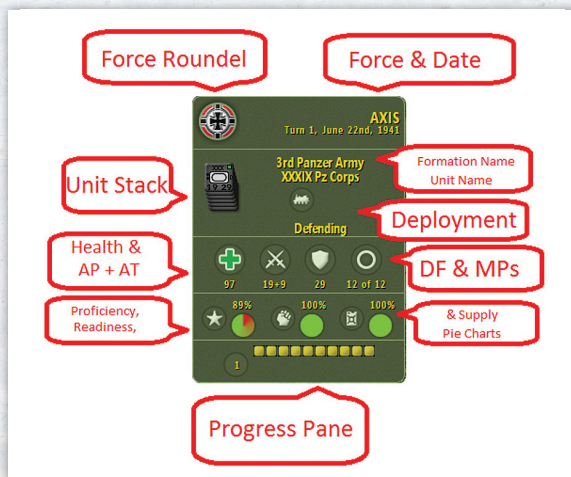 Force Roundel
Force & Date
AXIS
Turn 1, June 22nd, 1941
Unit Stack
19 29
3rd Panzer Army
XXXIX Pz Corps
Formation Name
Unit Name
Deployment
Defending
Health &
AP + AT
97
19+9
29
12 of 12
DF & MPs
Proficiency,
Readiness,
89%
100%
100%
& Supply
Pie Charts
1
Progress Pane